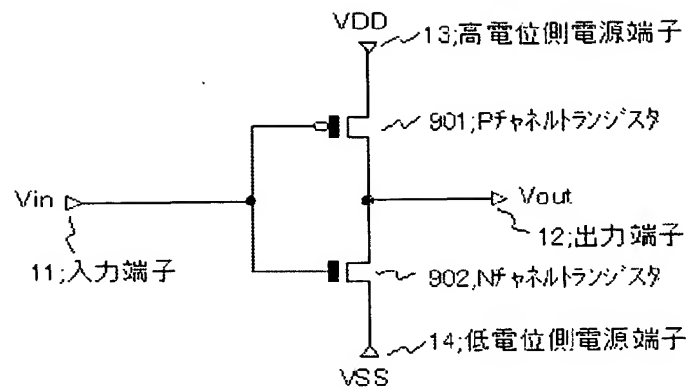 VDD
13;高電位側電源端子
901;Pチャネルトランジスタ
Vin
Vout
11;入力端子
12;出力端子
902,Nチャネルトランジスタ
14;低電位側電源端子
VSS